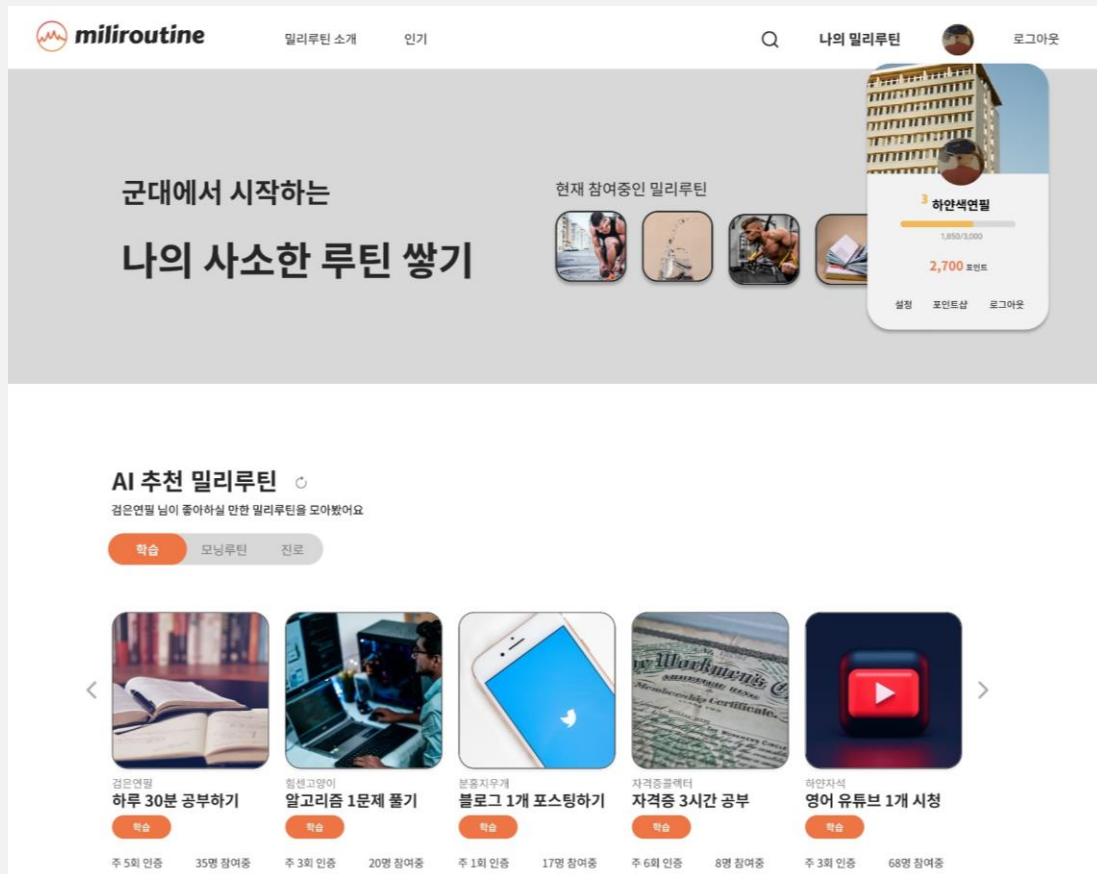 miliroutine
밀리루틴 소개
인기
나의 밀리루틴
로그아웃
군대에서 시작하는
나의 사소한 루틴 쌓기
현재 참여중인 밀리루틴
3 하얀색연필
1,850/3,000
2,700 포인트
설정 포인트샵 로그아웃
AI 추천 밀리루틴
검은연필 님이 좋아하실 만한 밀리루틴을 모아봤어요
학습 모닝루틴 진로
Workmen's
Membership Certificate.
검은연필
하루 30분 공부하기
학습
주 5회 인증 35명 참여중
힘센고양이
알고리즘 1문제 풀기
학습
주 3회 인증 20명 참여중
분홍지우개
블로그 1개 포스팅하기
학습
주 1회 인증 17명 참여중
자격증콜렉터
자격증 3시간 공부
학습
주 6회 인증 8명 참여중
하얀자석
영어 유튜브 1개 시청
학습
주 3회 인증 68명 참여중